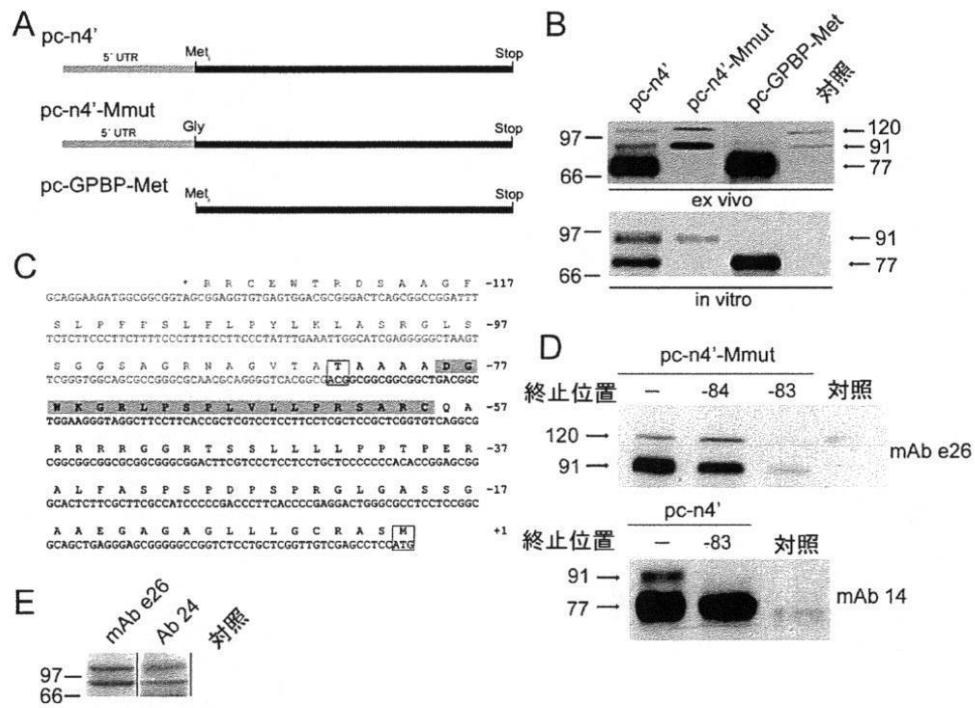 A
pc-n4'
5' UTR
Met
Stop
pc-n4'-Mmut
5' UTR
Gly
Stop
pc-GPBP-Met
Met
Stop
B
pc-n4'
pc-n4'-Mmut
pc-GPBP-Met
対照
97
66
120
91
77
ex vivo
97
66
91
77
in vitro
C
* R R C E W T R D S A A G F -117
GCAGGAAGATGGCGGCGGTAGCGGAGGTGTGAGTGGACGCGGGACTCAGCGGCCGGATTT
S L P F F S L F L P Y L K L A S R G L S -97
TCTCTTCCCTTCTTTTCCCTTTTCCTTCCCTATTTGAAATTGGCATCGAGGGGGCTAAGT
S G G S A G R N A G V T A T A A A A D G -77
TCGGGTGGCAGCGCCGGGCGCAACGCAGGGGTCACGGCGACGGCGGCGGCGGCTGACGGC
W K G R L P S P L V L L P R S A R C Q A -57
TGGAAGGGTAGGCTTCCTTCACCGCTCGTCCTCCTTCCTCGCTCCGCTCGGTGTCAGGCG
R R R R G G R T S S L L L L P P T P E R -37
CGGCGGCGGCGCGGCGGGCGGACTTCGTCCCTCCTCCTGCTCCCCCCCACACCGGAGCGG
A L F A S P S P D P S P R G L G A S S G -17
GCACTCTTCGCTTCGCCATCCCCCGACCCTTCACCCCGAGGACTGGGCGCCTCCTCCGGC
A A E G A G A G L L L G C R A S M +1
GCAGCTGAGGGAGCGGGGGCCGGTCTCCTGCTCGGTTGTCGAGCCTCCATG
D
pc-n4'-Mmut
終止位置 — -84 -83 対照
120
91
mAb e26
pc-n4'
終止位置 — -83 対照
91
77
mAb 14
E
mAb e26
Ab 24
対照
97
66